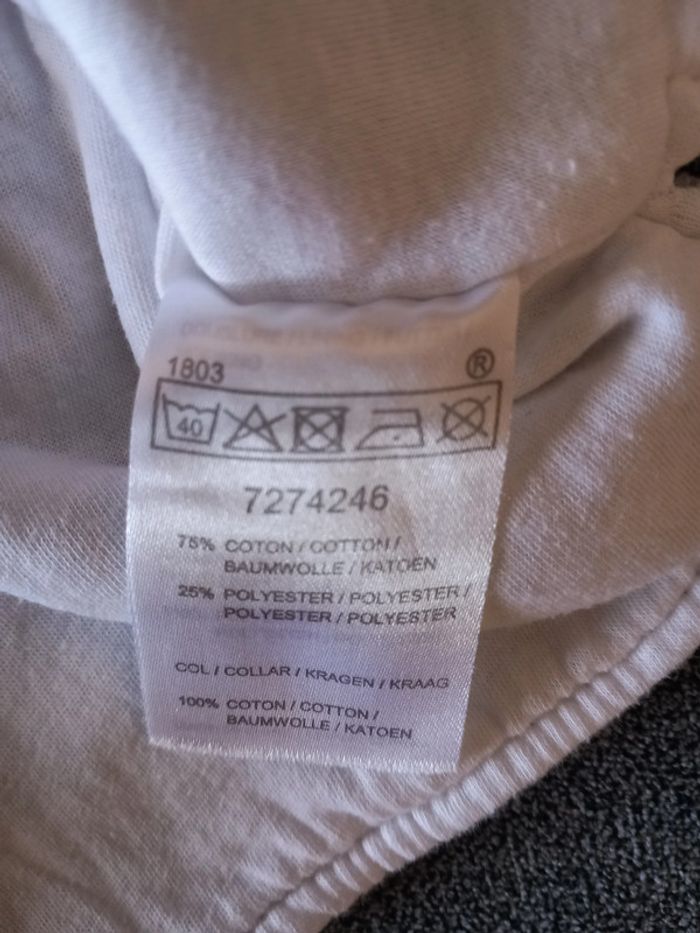 1803 ®
40
7274246
75% COTON / COTTON /
BAUMWOLLE / KATOEN
25% POLYESTER / POLYESTER /
POLYESTER / POLYESTER
COL / COLLAR / KRAGEN / KRAAG
100% COTON / COTTON /
BAUMWOLLE / KATOEN